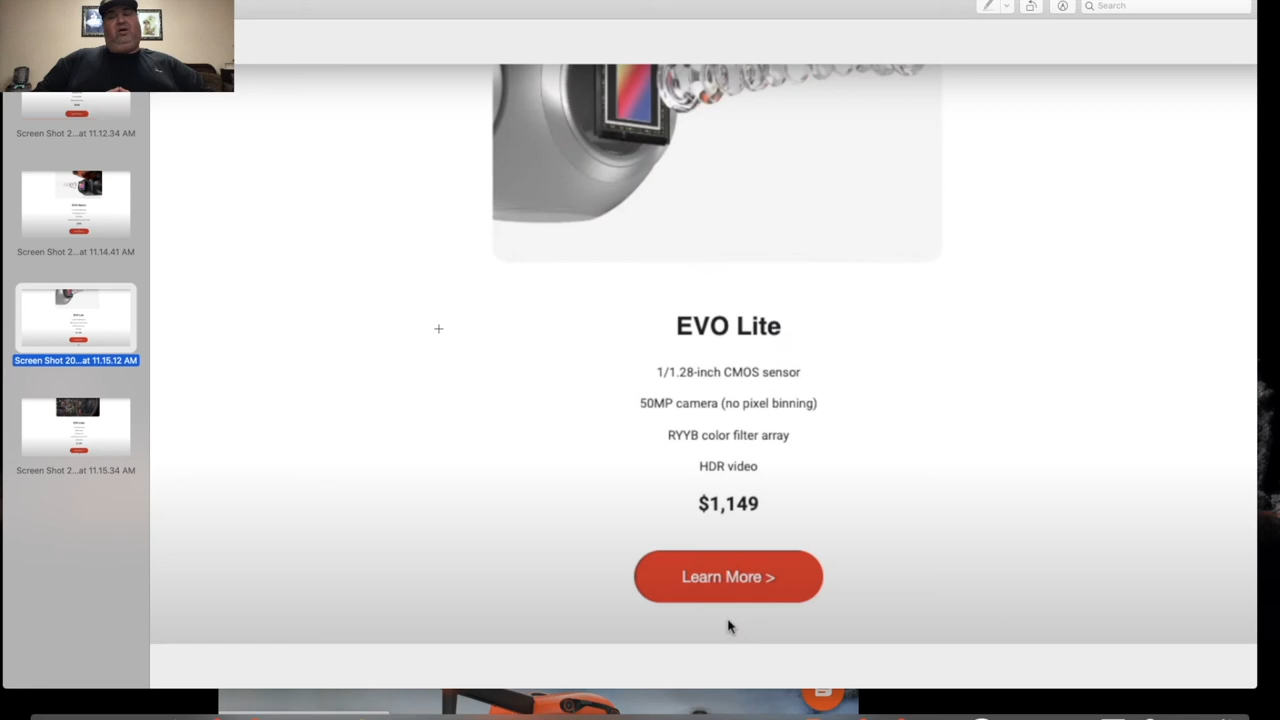 Search
Screen Shot 2...at 11.12.34 AM
Screen Shot 2...at 11.14.41 AM
Screen Shot 20...at 11.15.12 AM
Screen Shot 2...at 11.15.34 AM
EVO Lite
1/1.28-inch CMOS sensor
50MP camera (no pixel binning)
RYYB color filter array
HDR video
$1,149
Learn More >